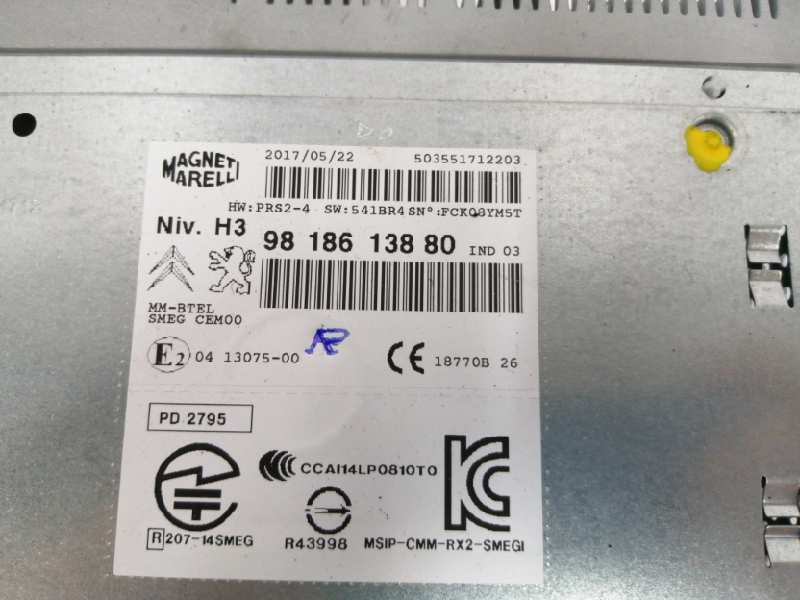 MAGNETI MARELLI
2017/05/22 503551712203
HW:PRS2-4 SW:541BR4 SN°:FCK08YM5T
Niv. H3 98 186 138 80 IND 03
MM-BTEL
SMEG CEM00
E2 04 13075-00 AP CE 18770B 26
PD 2795
CCAI14LP0810T0
R 207-14SMEG R43998 MSIP-CMM-RX2-SMEGI